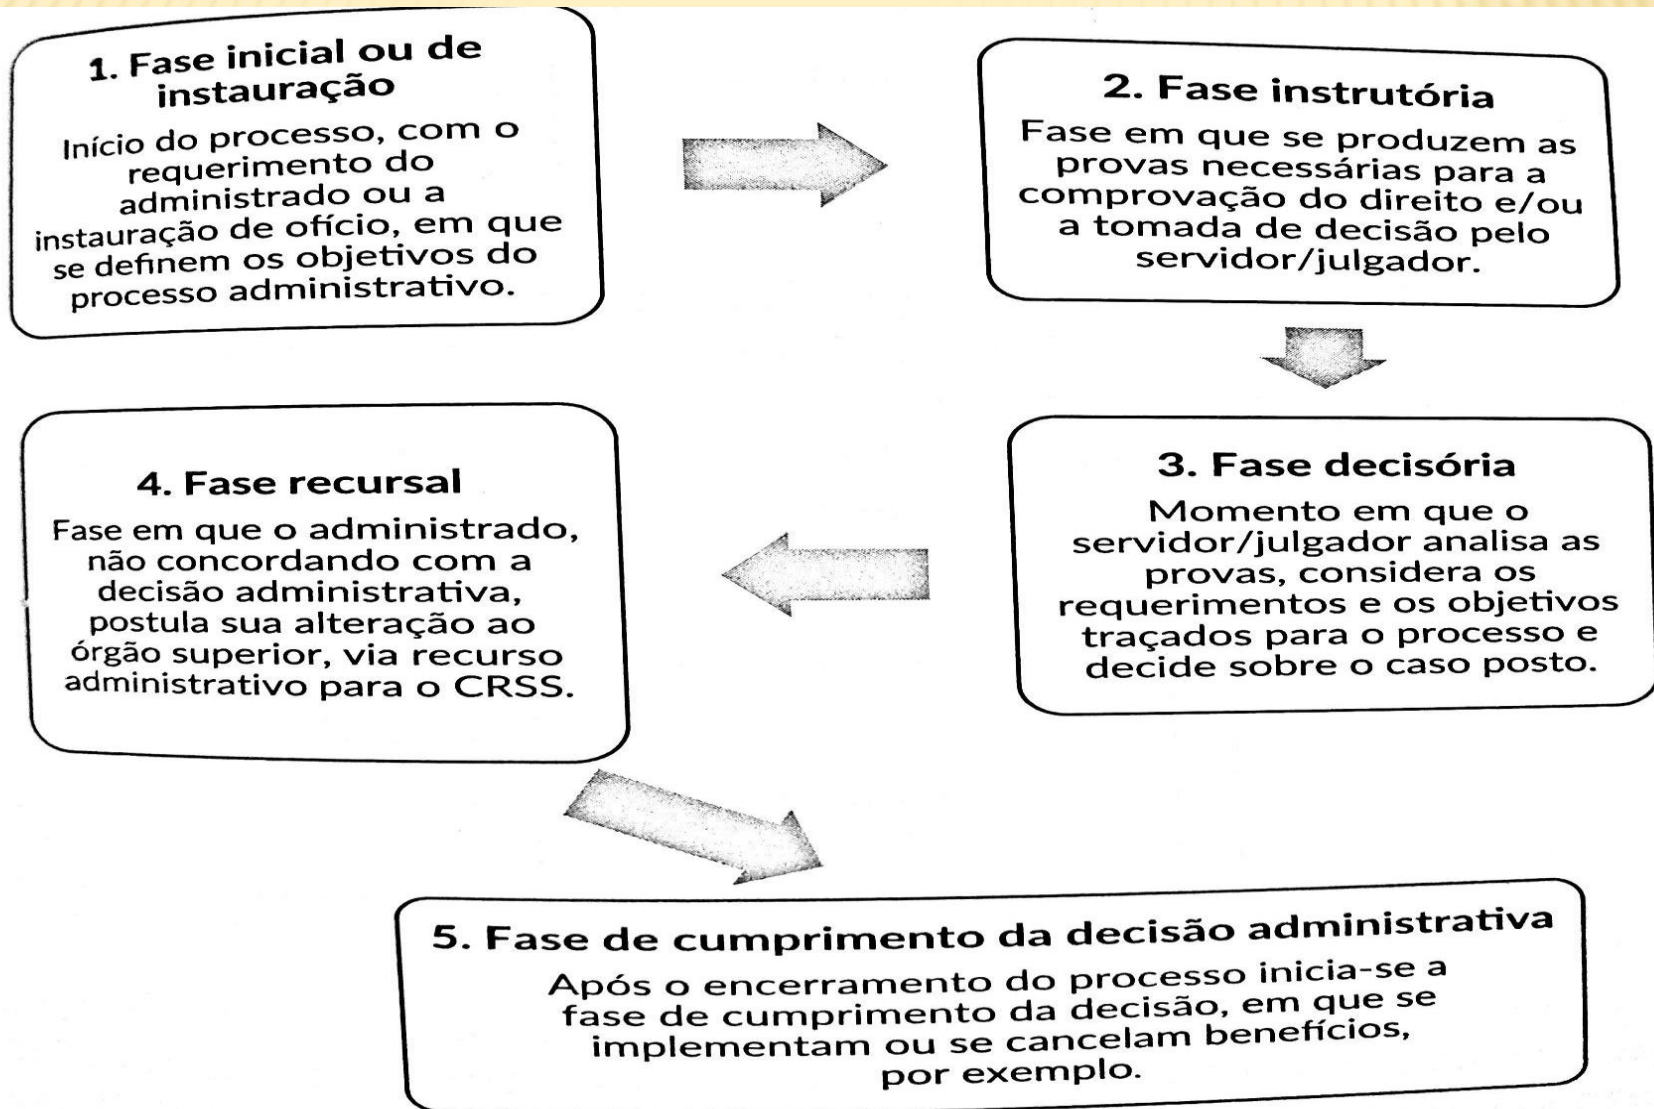 1. Fase inicial ou de
instauração
Início do processo, com o
requerimento do
administrado ou a
instauração de ofício, em que
se definem os objetivos do
processo administrativo.
2. Fase instrutória
Fase em que se produzem as
provas necessárias para a
comprovação do direito e/ou
a tomada de decisão pelo
servidor/julgador.
3. Fase decisória
Momento em que o
servidor/julgador analisa as
provas, considera os
requerimentos e os objetivos
traçados para o processo e
decide sobre o caso posto.
4. Fase recursal
Fase em que o administrado,
não concordando com a
decisão administrativa,
postula sua alteração ao
órgão superior, via recurso
administrativo para o CRSS.
5. Fase de cumprimento da decisão administrativa
Após o encerramento do processo inicia-se a
fase de cumprimento da decisão, em que se
implementam ou se cancelam benefícios,
por exemplo.